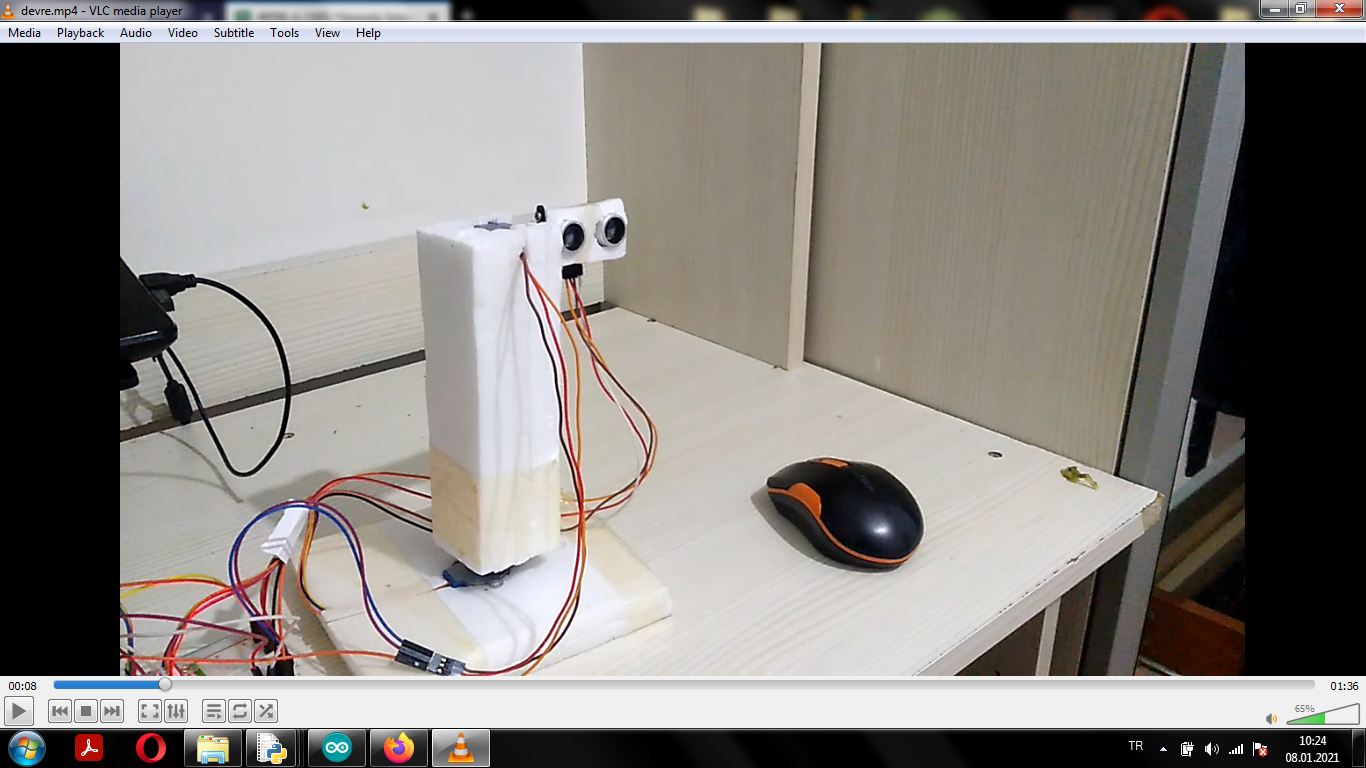 devre.mp4 - VLC media player
Media Playback Audio Video Subtitle Tools View Help
00:08
01:36
65%
TR
10:24
08.01.2021